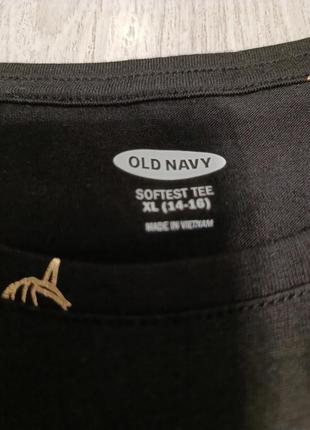 OLD NAVY
SOFTEST TEE
XL (14-16)
MADE IN VIETNAM